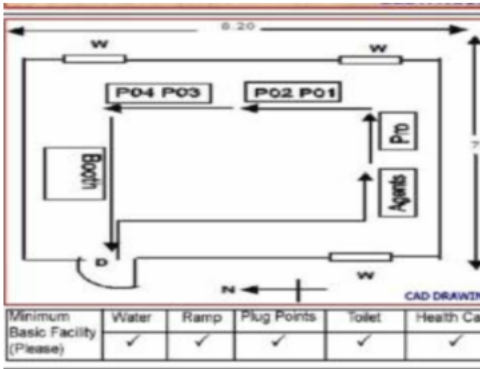 8.20
W
W
P04 P03
P02 P01
Pro
Booth
Agents
D
W
N
CAD DRAWIN
Minimum Basic Facility (Please)
Water
Ramp
Plug Points
Toilet
Health Ca
✓ ✓ ✓ ✓ ✓